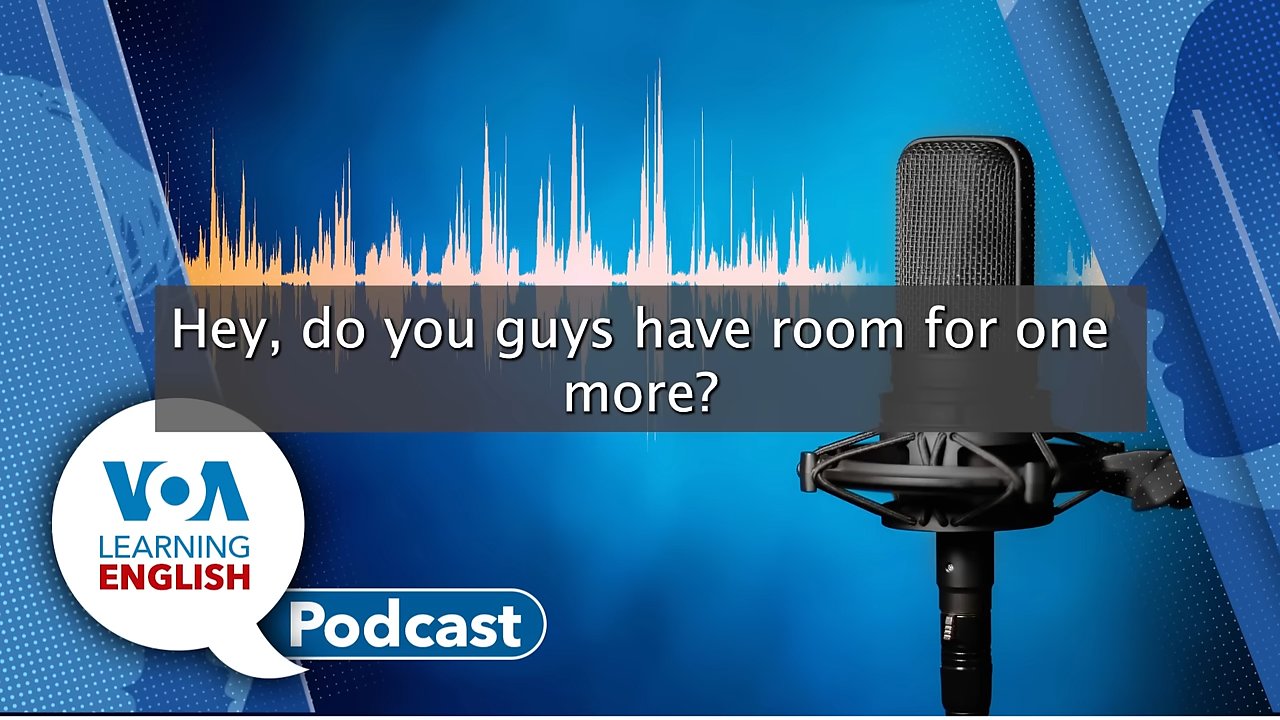 Hey, do you guys have room for one
more?
VOA
LEARNING
ENGLISH
Podcast